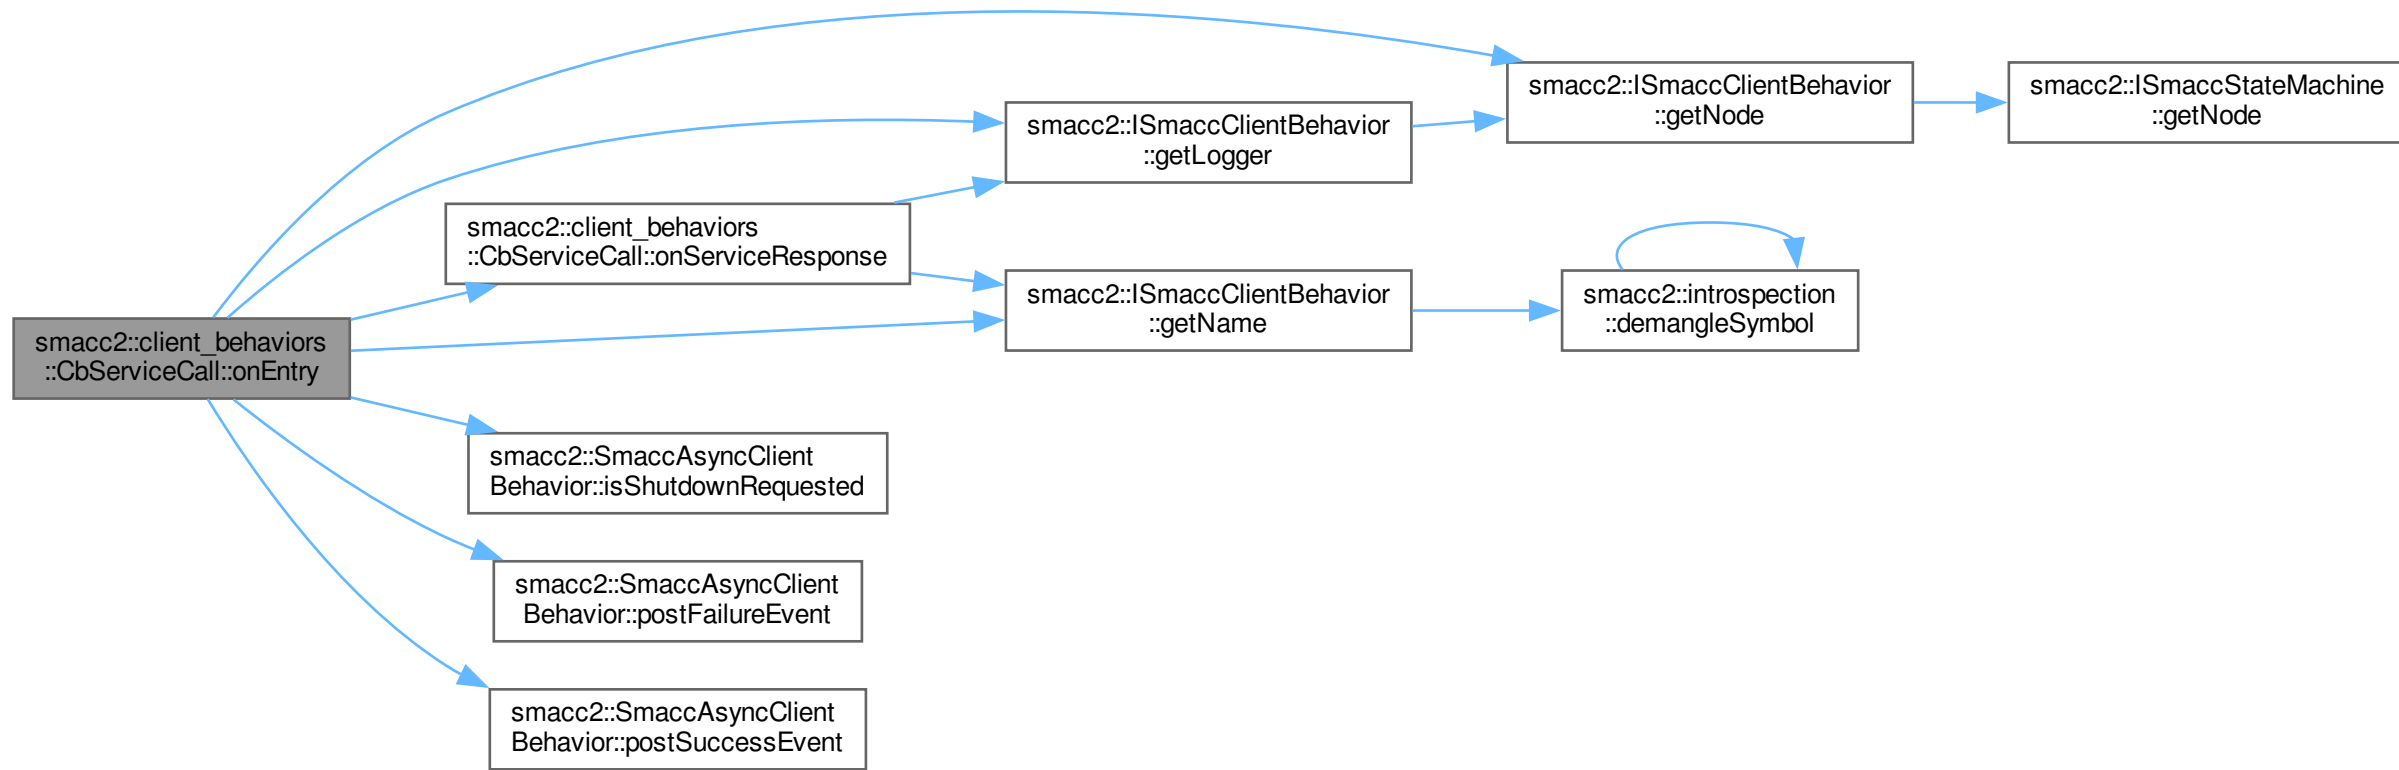 smacc2::client_behaviors
::CbServiceCall::onEntry
smacc2::client_behaviors
::CbServiceCall::onServiceResponse
smacc2::ISmaccClientBehavior
::getLogger
smacc2::ISmaccClientBehavior
::getNode
smacc2::ISmaccStateMachine
::getNode
smacc2::ISmaccClientBehavior
::getName
smacc2::introspection
::demangleSymbol
smacc2::SmaccAsyncClient
Behavior::isShutdownRequested
smacc2::SmaccAsyncClient
Behavior::postFailureEvent
smacc2::SmaccAsyncClient
Behavior::postSuccessEvent